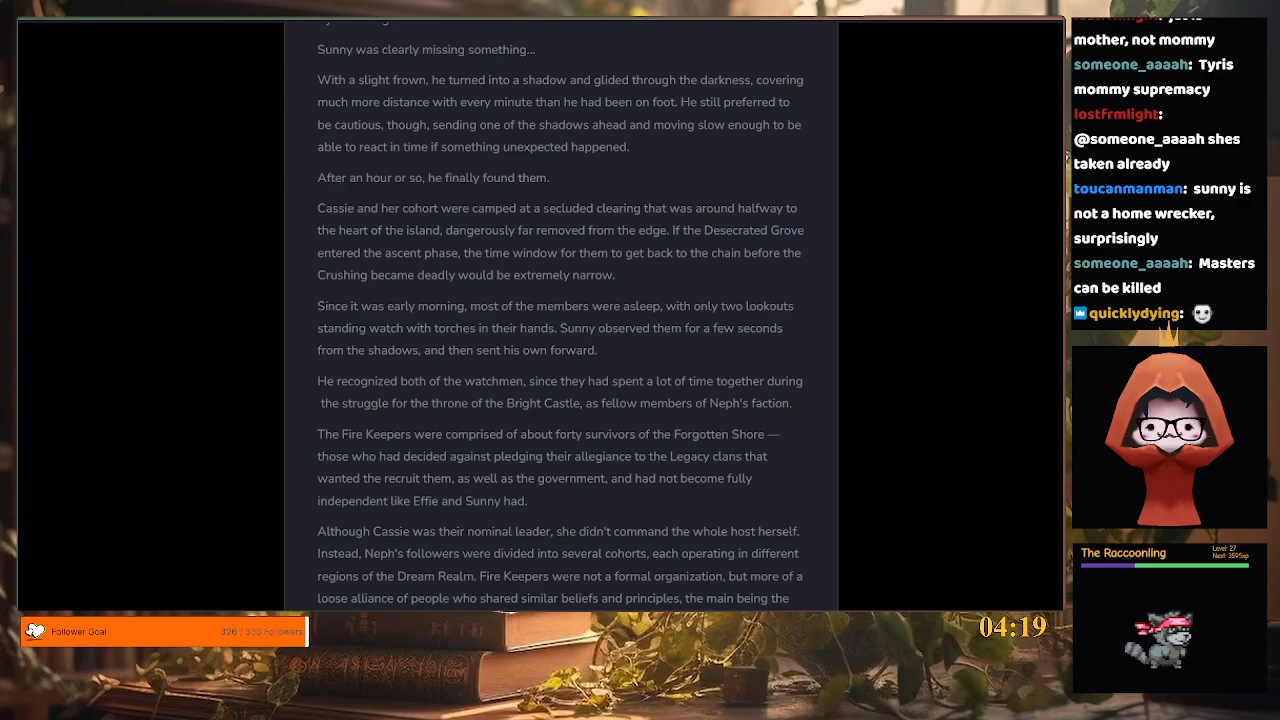 Sunny was clearly missing something...
With a slight frown, he turned into a shadow and glided through the darkness, covering
much more distance with every minute than he had been on foot. He still preferred to
be cautious, though, sending one of the shadows ahead and moving slow enough to be
able to react in time if something unexpected happened.
After an hour or so, he finally found them.
Cassie and her cohort were camped at a secluded clearing that was around halfway to
the heart of the island, dangerously far removed from the edge. If the Desecrated Grove
entered the ascent phase, the time window for them to get back to the chain before the
Crushing became deadly would be extremely narrow.
Since it was early morning, most of the members were asleep, with only two lookouts
standing watch with torches in their hands. Sunny observed them for a few seconds
from the shadows, and then sent his own forward.
He recognized both of the watchmen, since they had spent a lot of time together during
the struggle for the throne of the Bright Castle, as fellow members of Neph's faction.
The Fire Keepers were comprised of about forty survivors of the Forgotten Shore —
those who had decided against pledging their allegiance to the Legacy clans that
wanted the recruit them, as well as the government, and had not become fully
independent like Effie and Sunny had.
Although Cassie was their nominal leader, she didn't command the whole host herself.
Instead, Neph's followers were divided into several cohorts, each operating in different
regions of the Dream Realm. Fire Keepers were not a formal organization, but more of a
loose alliance of people who shared similar beliefs and principles, the main being the
mother, not mommy
someone_aaaah: Tyris
mommy supremacy
lostfrmlight:
@someone_aaaah shes
taken already
toucanmanman: sunny is
not a home wrecker,
surprisingly
someone_aaaah: Masters
can be killed
quicklydying:
The Raccoonling
Level: 27
Next: 3595xp
Follower Goal
326 / 330 Followers
04:19